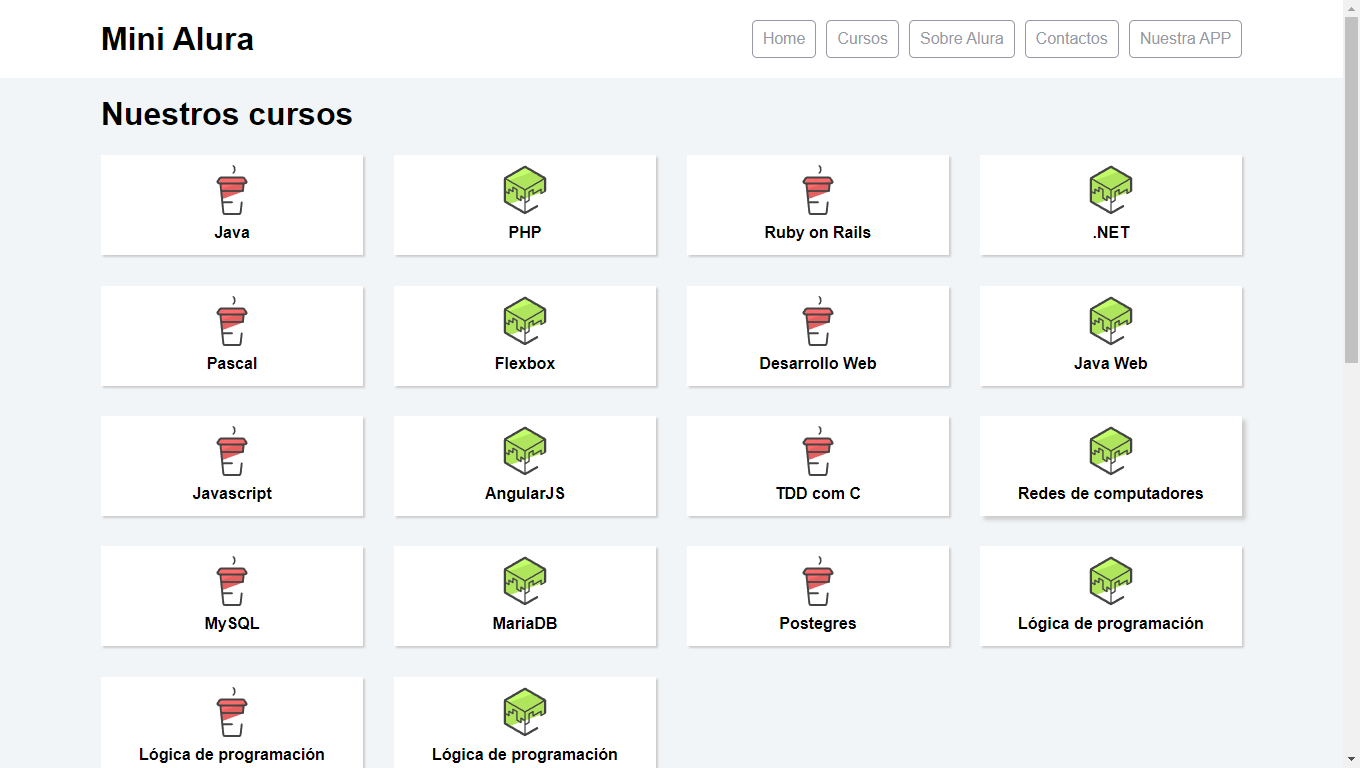 Mini Alura
Home Cursos Sobre Alura Contactos Nuestra APP
Nuestros cursos
Java PHP Ruby on Rails .NET
Pascal Flexbox Desarrollo Web Java Web
Javascript AngularJS TDD com C Redes de computadores
MySQL MariaDB Postegres Lógica de programación
Lógica de programación Lógica de programación